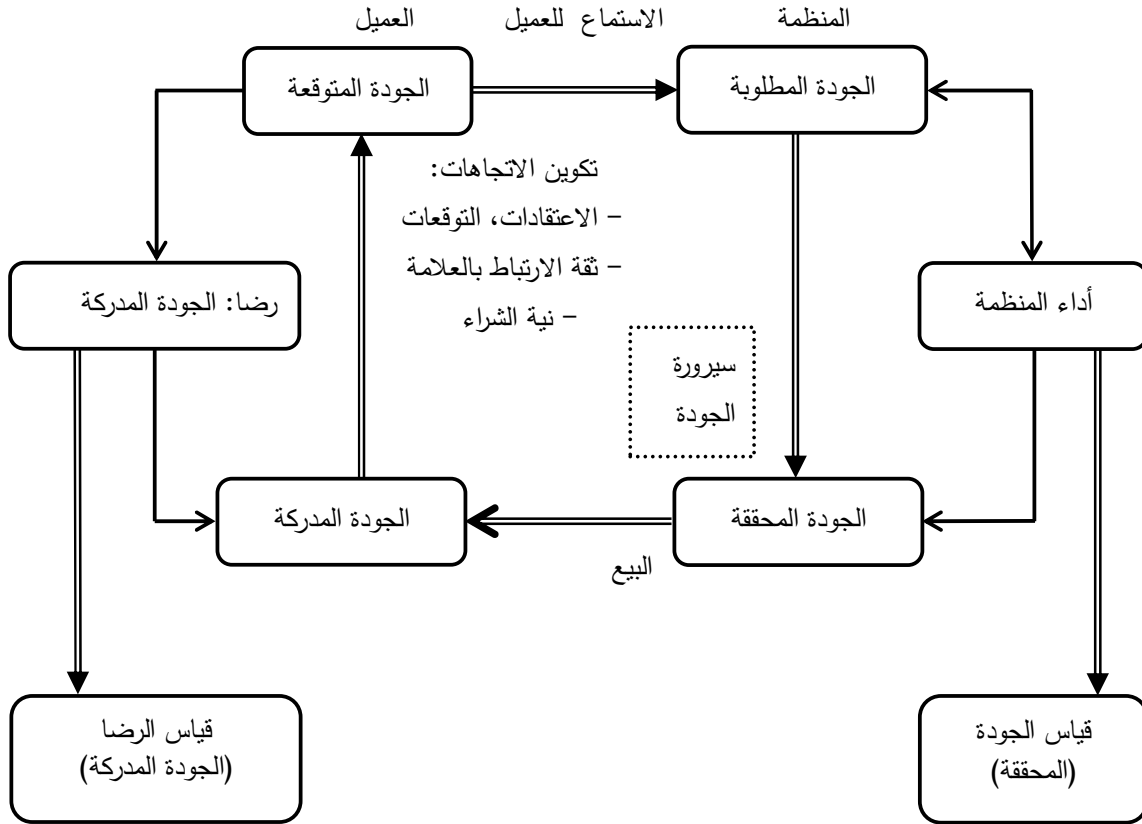 المنظمة
الاستماع للعميل
العميل
الجودة المطلوبة
الجودة المتوقعة
تكوين الاتجاهات:
– الاعتقادات، التوقعات
– ثقة الارتباط بالعلامة
– نية الشراء
أداء المنظمة
رضا: الجودة المدركة
سيرورة
الجودة
الجودة المحققة
الجودة المدركة
البيع
قياس الجودة
(المحققة)
قياس الرضا
(الجودة المدركة)